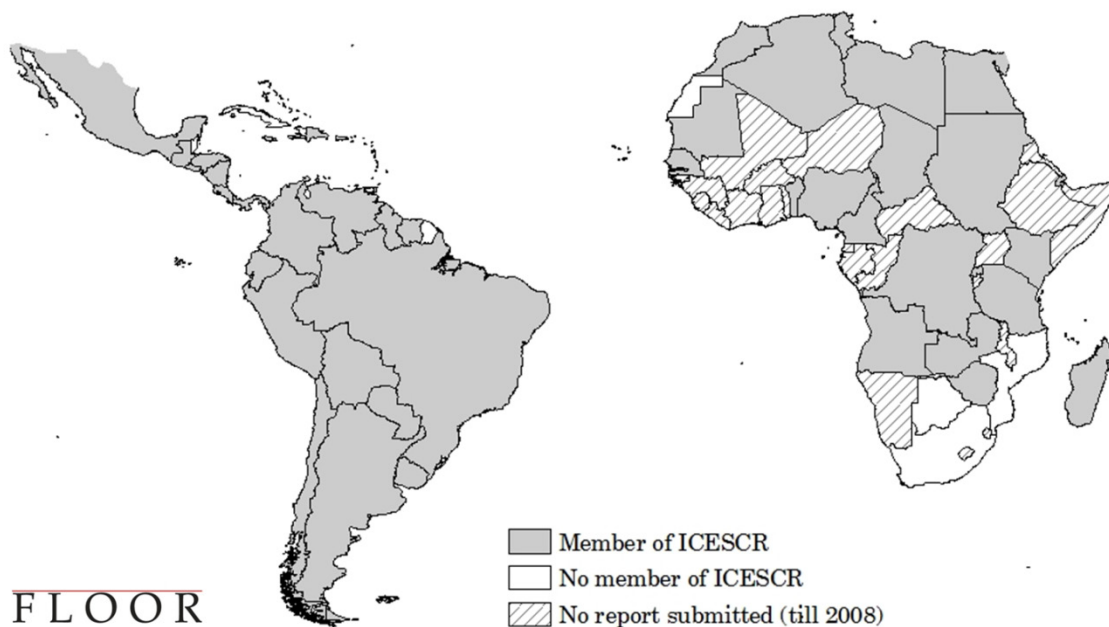 Member of ICESCR
No member of ICESCR
No report submitted (till 2008)
FLOOR